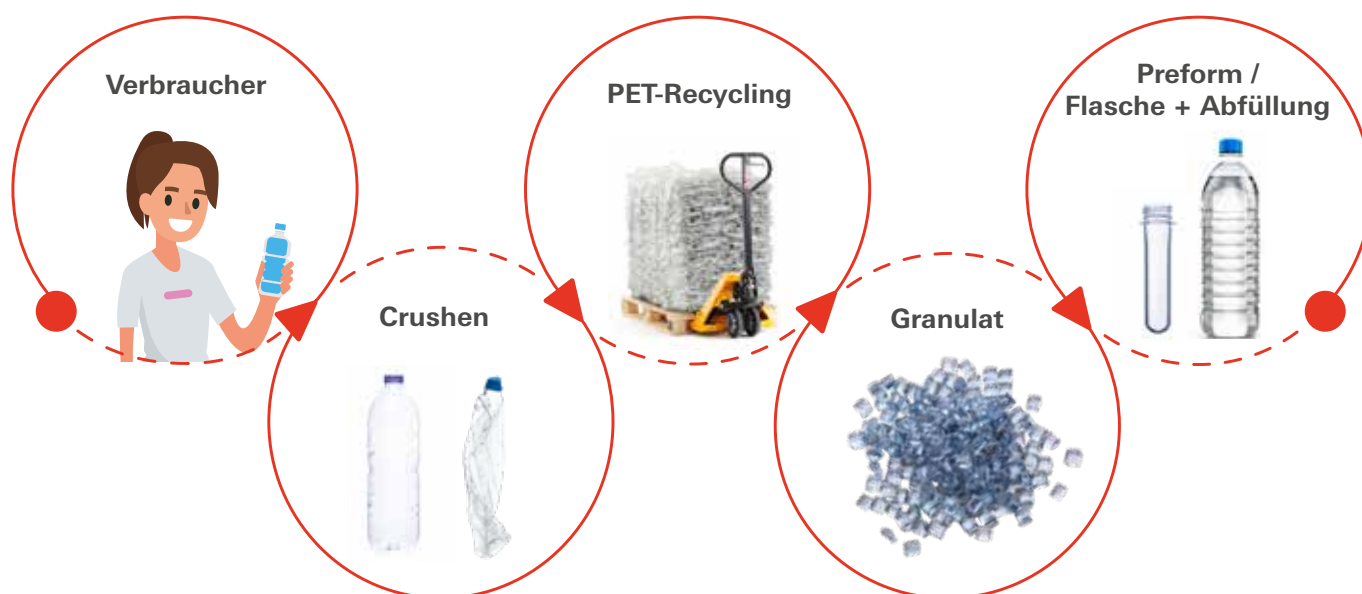 Verbraucher
Crushen
PET-Recycling
Granulat
Preform /
Flasche + Abfüllung